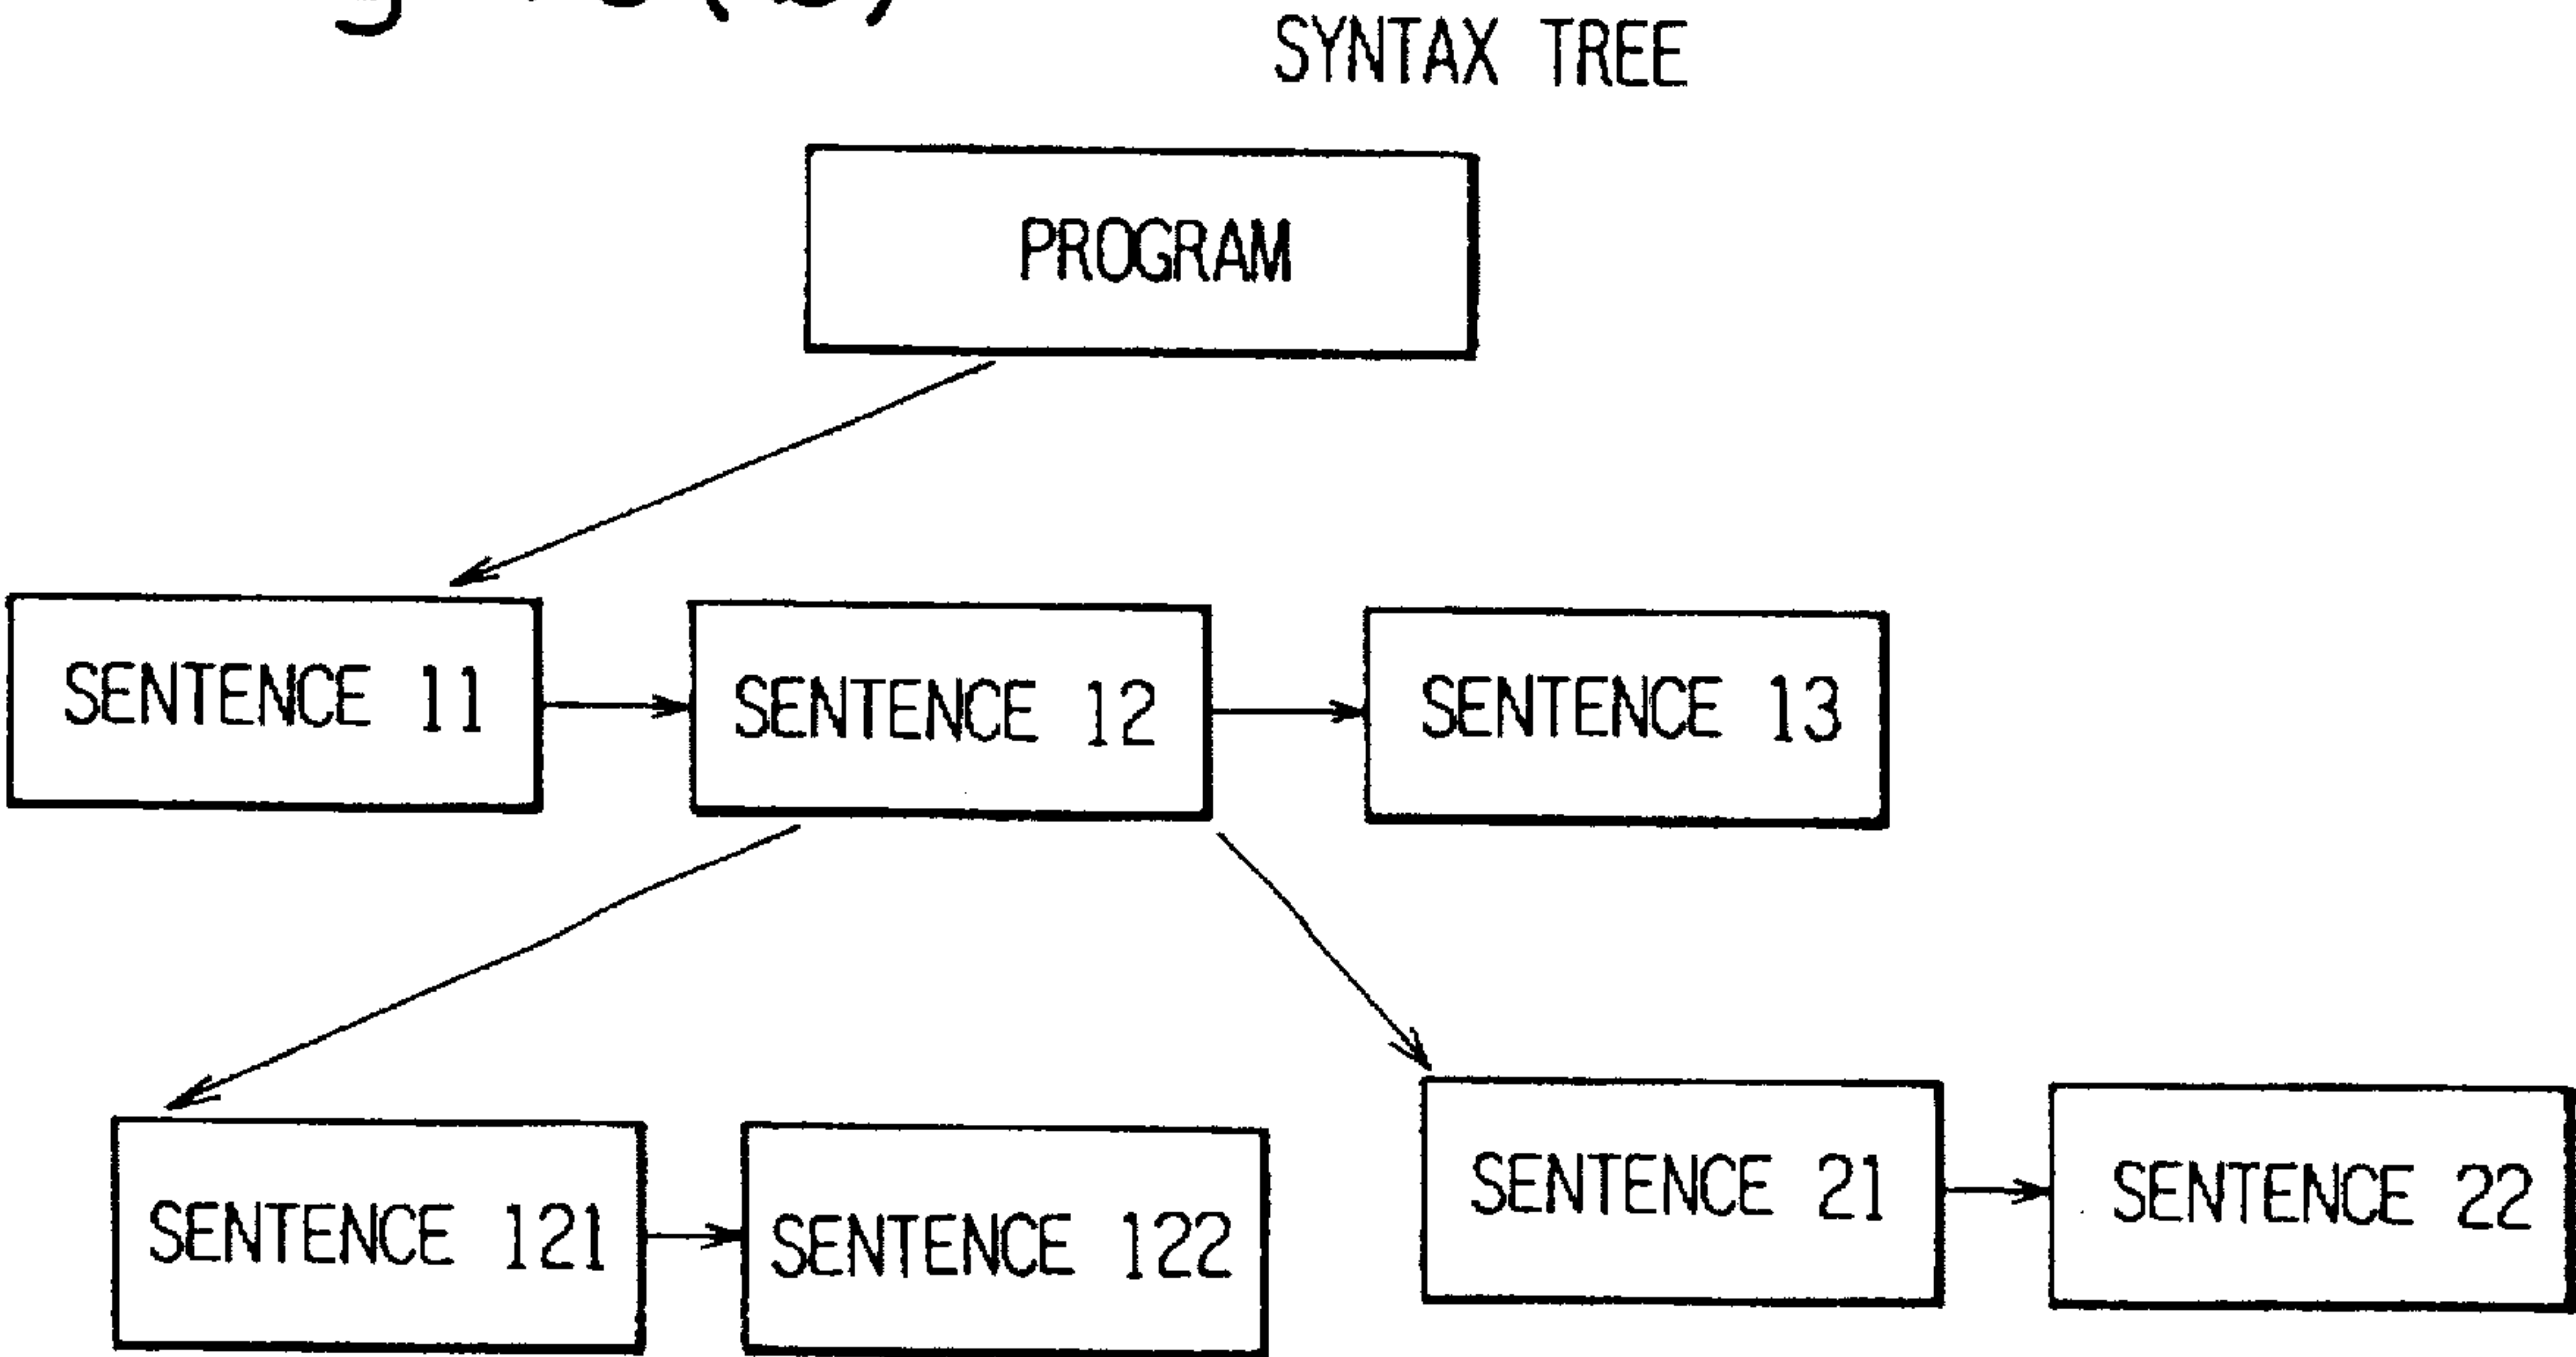 SYNTAX TREE
PROGRAM
SENTENCE 11
SENTENCE 12
SENTENCE 13
SENTENCE 121
SENTENCE 122
SENTENCE 21
SENTENCE 22